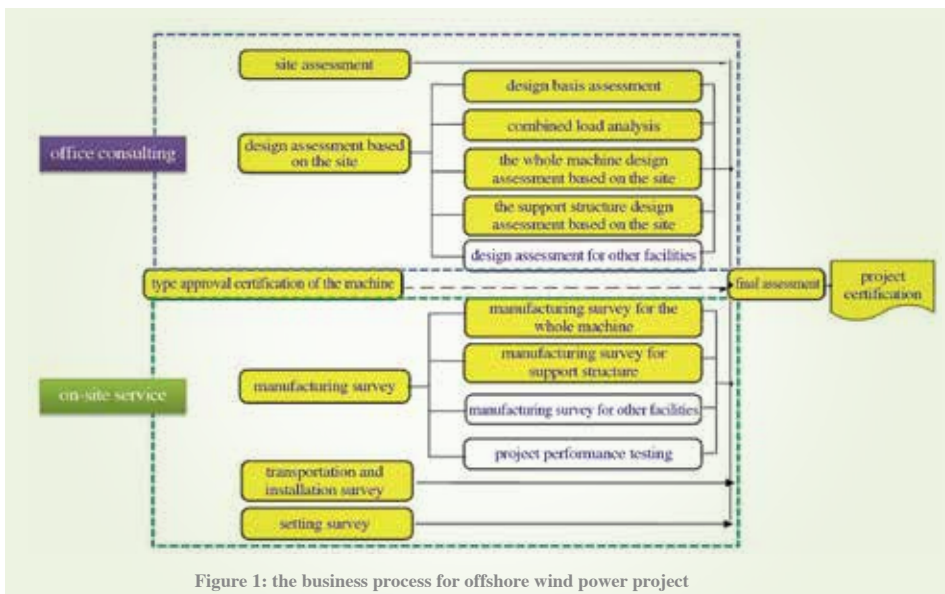 site assessment
design basis assessment
combined load analysis
office consulting
design assessment based
on the site
the whole machine design
assessment based on the site
the support structure design
assessment based on the site
design assessment for other facilities
type approval certification of the machine
final assessment
project
certification
manufacturing survey for the
whole machine
manufacturing survey for
support structure
on-site service
manufacturing survey
manufacturing survey for other facilities
project performance testing
transportation and
installation survey
setting survey
Figure 1: the business process for offshore wind power project